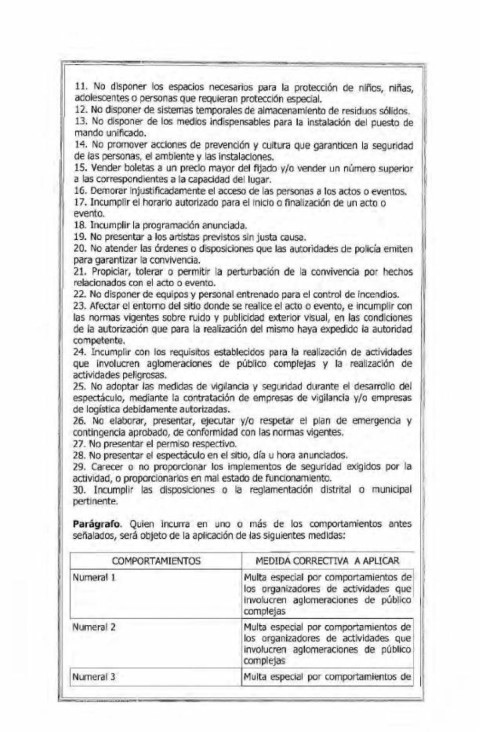 11. No disponer los espacios necesarios para la protección de niños, niñas,
adolescentes o personas que requieran protección especial.
12. No disponer de sistemas temporales de almacenamiento de residuos sólidos.
13. No disponer de los medios indispensables para la instalación del puesto de
mando unificado.
14. No promover acciones de prevención y cultura que garanticen la seguridad
de las personas, el ambiente y las instalaciones.
15. Vender boletas a un precio mayor del fijado y/o vender un número superior
a las correspondientes a la capacidad del lugar.
16. Demorar injustificadamente el acceso de las personas a los actos o eventos.
17. Incumplir el horario autorizado para el inicio o finalización de un acto o
evento.
18. Incumplir la programación anunciada.
19. No presentar a los artistas previstos sin justa causa.
20. No atender las órdenes o disposiciones que las autoridades de policía emiten
para garantizar la convivencia.
21. Propiciar, tolerar o permitir la perturbación de la convivencia por hechos
relacionados con el acto o evento.
22. No disponer de equipos y personal entrenado para el control de incendios.
23. Afectar el entorno del sitio donde se realice el acto o evento, e incumplir con
las normas vigentes sobre ruido y publicidad exterior visual, en las condiciones
de la autorización que para la realización del mismo haya expedido la autoridad
competente.
24. Incumplir con los requisitos establecidos para la realización de actividades
que involucren aglomeraciones de público complejas y la realización de
actividades peligrosas.
25. No adoptar las medidas de vigilancia y seguridad durante el desarrollo del
espectáculo, mediante la contratación de empresas de vigilancia y/o empresas
de logística debidamente autorizadas.
26. No elaborar, presentar, ejecutar y/o respetar el plan de emergencia y
contingencia aprobado, de conformidad con las normas vigentes.
27. No presentar el permiso respectivo.
28. No presentar el espectáculo en el sitio, día u hora anunciados.
29. Carecer o no proporcionar los implementos de seguridad exigidos por la
actividad, o proporcionarlos en mal estado de funcionamiento.
30. Incumplir las disposiciones o la reglamentación distrital o municipal
pertinente.
Parágrafo. Quien incurra en uno o más de los comportamientos antes
señalados, será objeto de la aplicación de las siguientes medidas:
COMPORTAMIENTOS MEDIDA CORRECTIVA A APLICAR
Numeral 1 Multa especial por comportamientos de
los organizadores de actividades que
involucren aglomeraciones de público
complejas
Numeral 2 Multa especial por comportamientos de
los organizadores de actividades que
involucren aglomeraciones de público
complejas
Numeral 3 Multa especial por comportamientos de